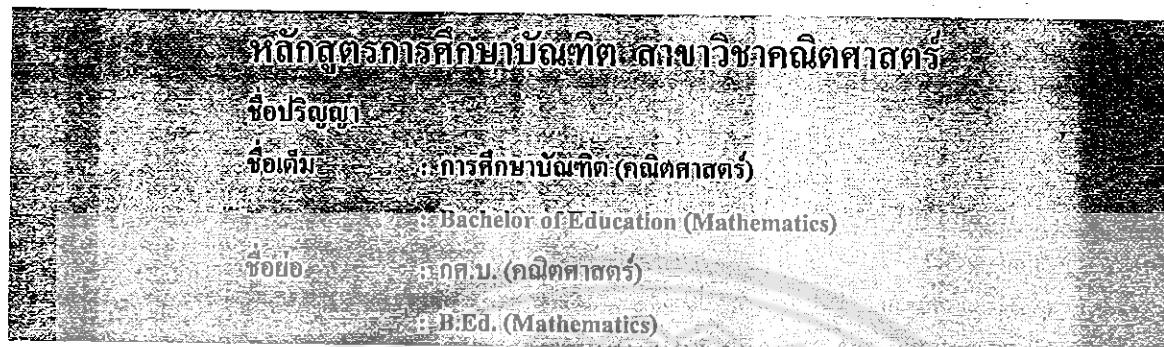 หลักสูตรการศึกษาบัณฑิต สาขาวิชาคณิตศาสตร์
ชื่อปริญญา
ชื่อเต็ม : การศึกษาบัณฑิต (คณิตศาสตร์)
: Bachelor of Education (Mathematics)
ชื่อย่อ : กศ.บ. (คณิตศาสตร์)
: B.Ed. (Mathematics)